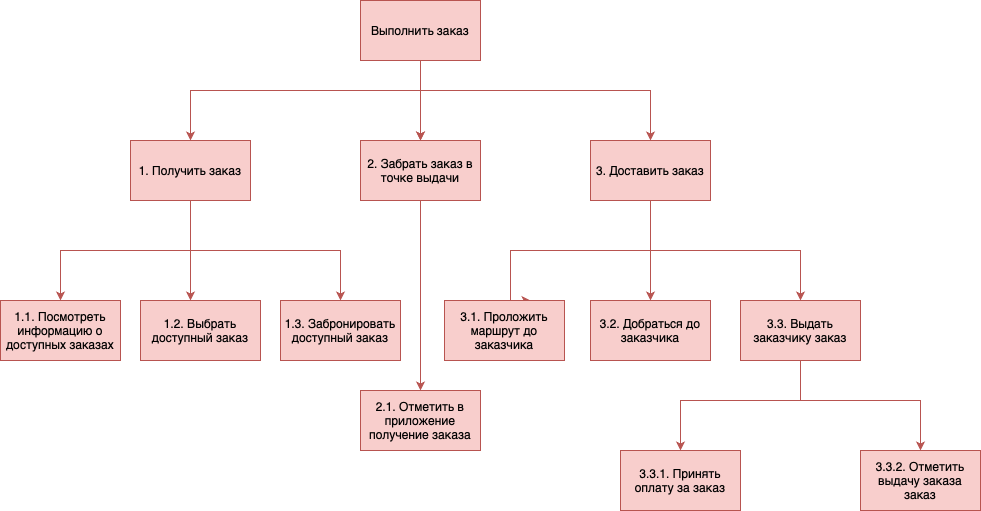 Выполнить заказ
1. Получить заказ
2. Забрать заказ в
точке выдачи
3. Доставить заказ
1.1. Посмотреть
информацию о
доступных заказах
1.2. Выбрать
доступный заказ
1.3. Забронировать
доступный заказ
3.1. Проложить
маршрут до
заказчика
3.2. Добраться до
заказчика
3.3. Выдать
заказчику заказ
2.1. Отметить в
приложение
получение заказа
3.3.1. Принять
оплату за заказ
3.3.2. Отметить
выдачу заказа
заказ